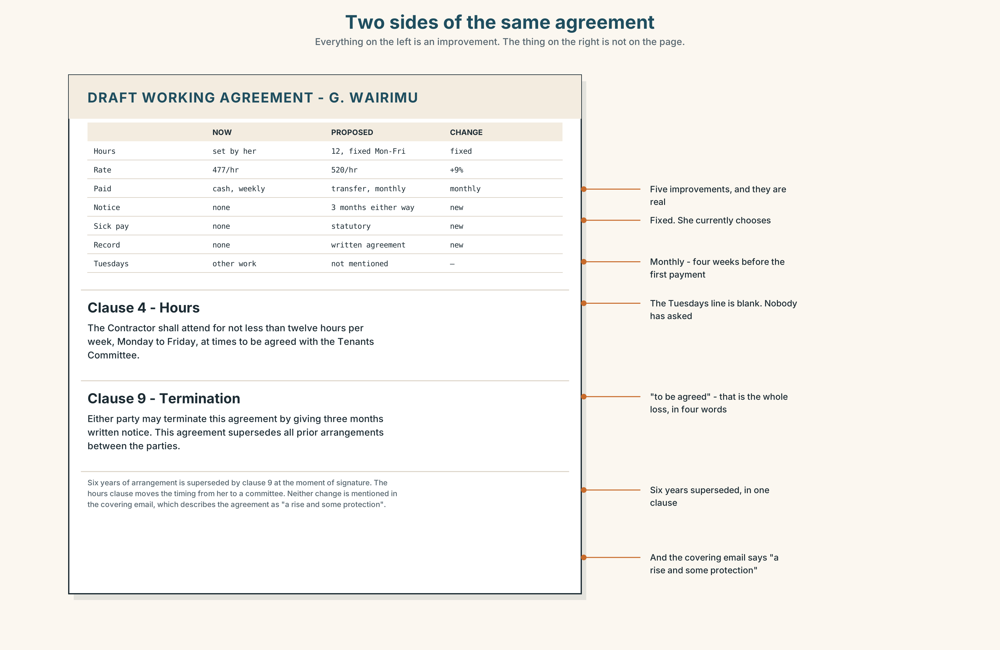 Two sides of the same agreement
Everything on the left is an improvement. The thing on the right is not on the page.
DRAFT WORKING AGREEMENT - G. WAIRIMU
NOW PROPOSED CHANGE
Hours set by her 12, fixed Mon-Fri fixed
Rate 477/hr 520/hr +9%
Paid cash, weekly transfer, monthly monthly
Notice none 3 months either way new
Sick pay none statutory new
Record none written agreement new
Tuesdays other work not mentioned —
Clause 4 - Hours
The Contractor shall attend for not less than twelve hours per
week, Monday to Friday, at times to be agreed with the Tenants
Committee.
Clause 9 - Termination
Either party may terminate this agreement by giving three months
written notice. This agreement supersedes all prior arrangements
between the parties.
Six years of arrangement is superseded by clause 9 at the moment of signature. The
hours clause moves the timing from her to a committee. Neither change is mentioned in
the covering email, which describes the agreement as "a rise and some protection".
Five improvements, and they are
real
Fixed. She currently chooses
Monthly - four weeks before the
first payment
The Tuesdays line is blank. Nobody
has asked
"to be agreed" - that is the whole
loss, in four words
Six years superseded, in one
clause
And the covering email says "a
rise and some protection"